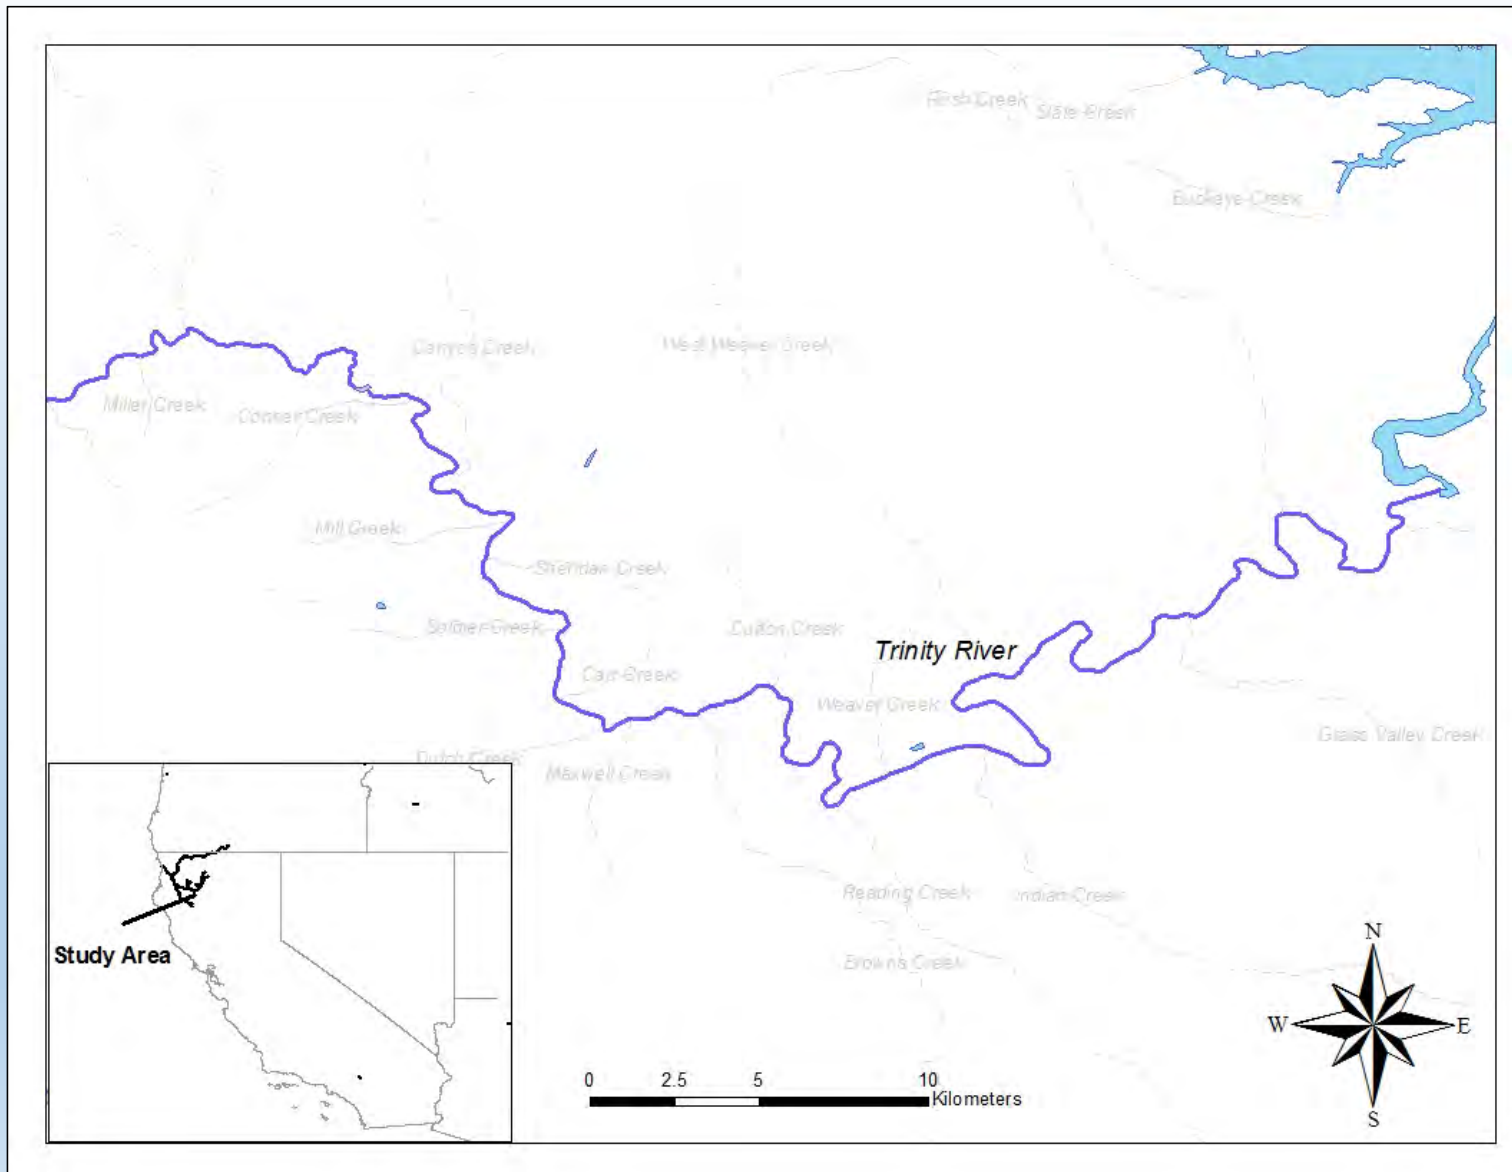 Rush Creek
Slate Creek
Buckeye Creek
Canyon Creek
West Weaver Creek
Miller Creek
Conner Creek
Mill Creek
Sheridan Creek
Soldier Creek
Dutton Creek
Trinity River
Carr Creek
Weaver Creek
Grass Valley Creek
Dutch Creek
Maxwell Creek
Reading Creek
Indian Creek
Browns Creek
Study Area
N
W
E
S
0 2.5 5 10
Kilometers